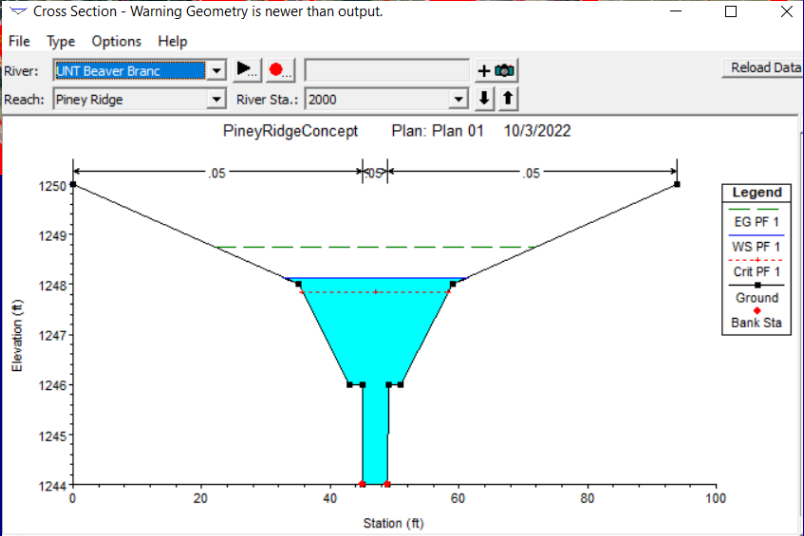 Cross Section - Warning Geometry is newer than output.
File Type Options Help
River: UNT Beaver Branc ... ... Reload Data
Reach: Piney Ridge River Sta.: 2000
PineyRidgeConcept Plan: Plan 01 10/3/2022
.05 .05 .05
Legend
EG PF 1
WS PF 1
Crit PF 1
Ground
Bank Sta
Elevation (ft)
1250
1249
1248
1247
1246
1245
1244
0 20 40 60 80 100
Station (ft)